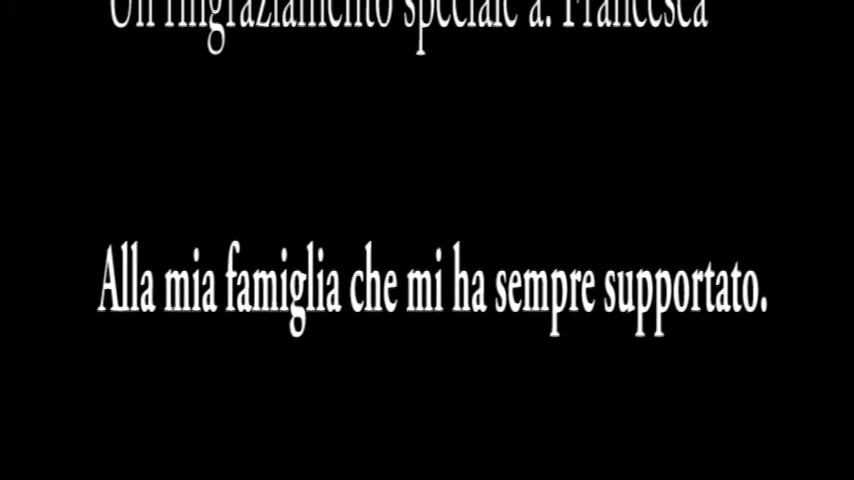 Un ringraziamento speciale a: Francesca
Alla mia famiglia che mi ha sempre supportato.